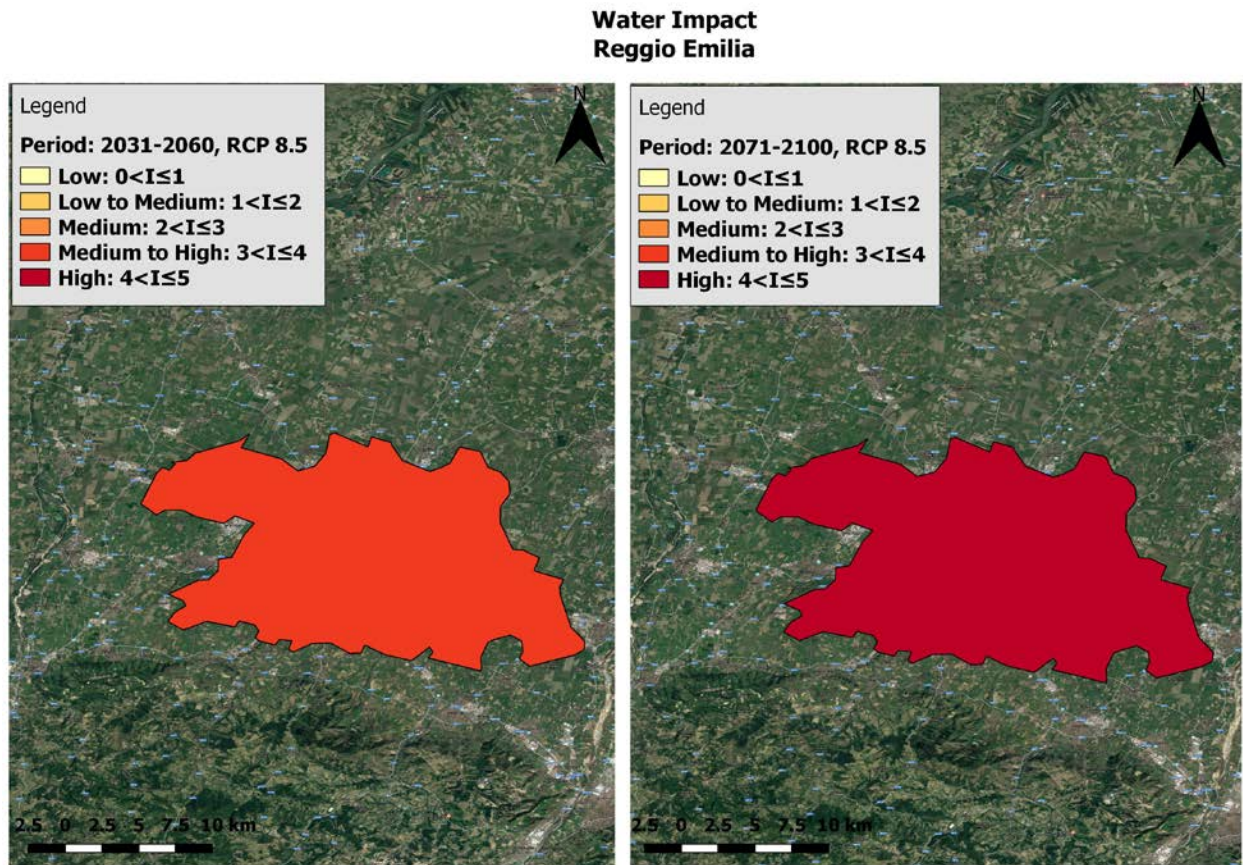 Water Impact
Reggio Emilia
Legend
Period: 2031-2060, RCP 8.5
Low: 0<I≤1
Low to Medium: 1<I≤2
Medium: 2<I≤3
Medium to High: 3<I≤4
High: 4<I≤5
N
2.5 0 2.5 5 7.5 10 km
Legend
Period: 2071-2100, RCP 8.5
Low: 0<I≤1
Low to Medium: 1<I≤2
Medium: 2<I≤3
Medium to High: 3<I≤4
High: 4<I≤5
N
2.5 0 2.5 5 7.5 10 km